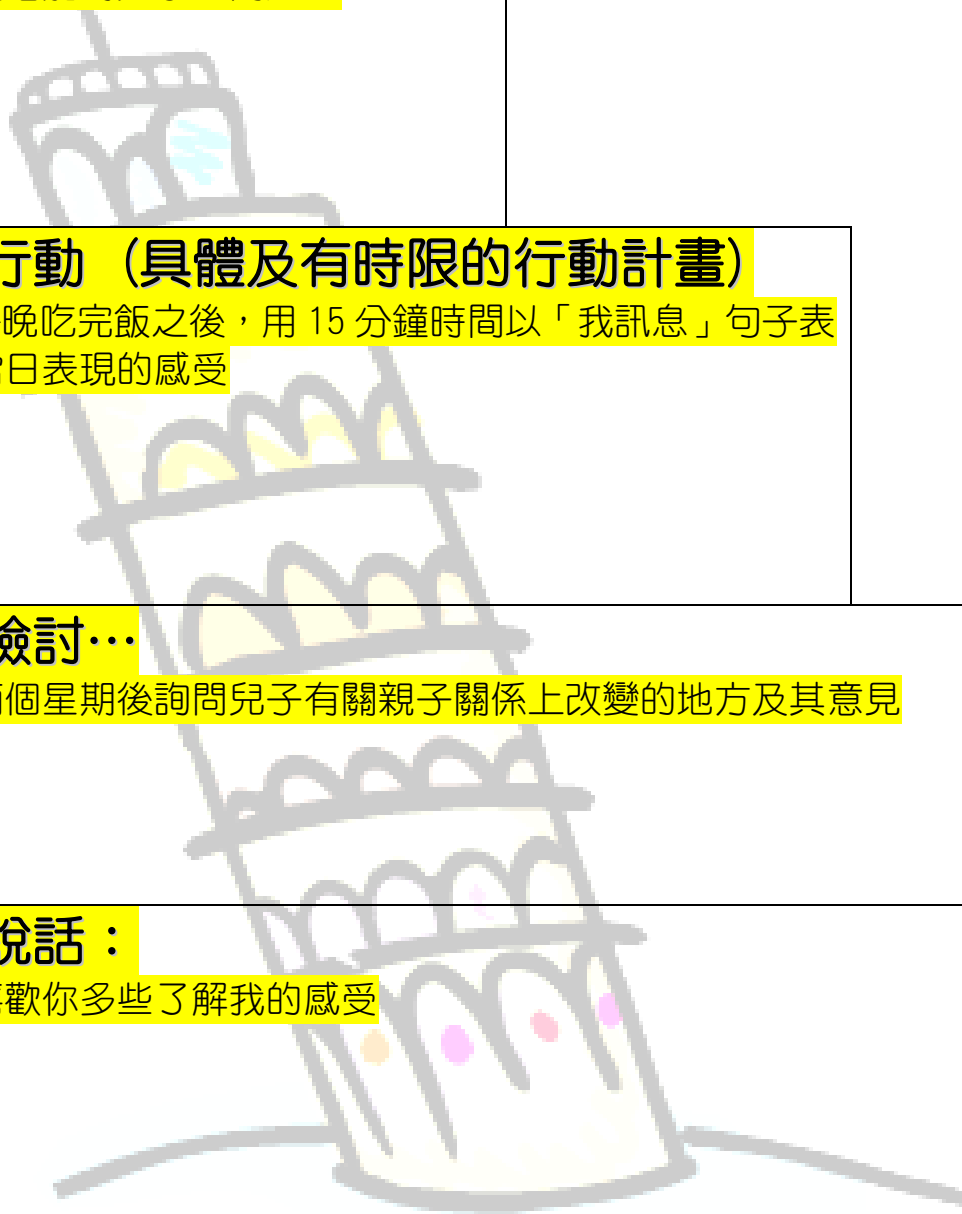 行動（具體及有時限的行動計畫）
晚吃完飯之後，用 15 分鐘時間以「我訊息」句子表
日表現的感受
檢討…
個星期後詢問兒子有關親子關係上改變的地方及其意見
說話：
歡你多些了解我的感受